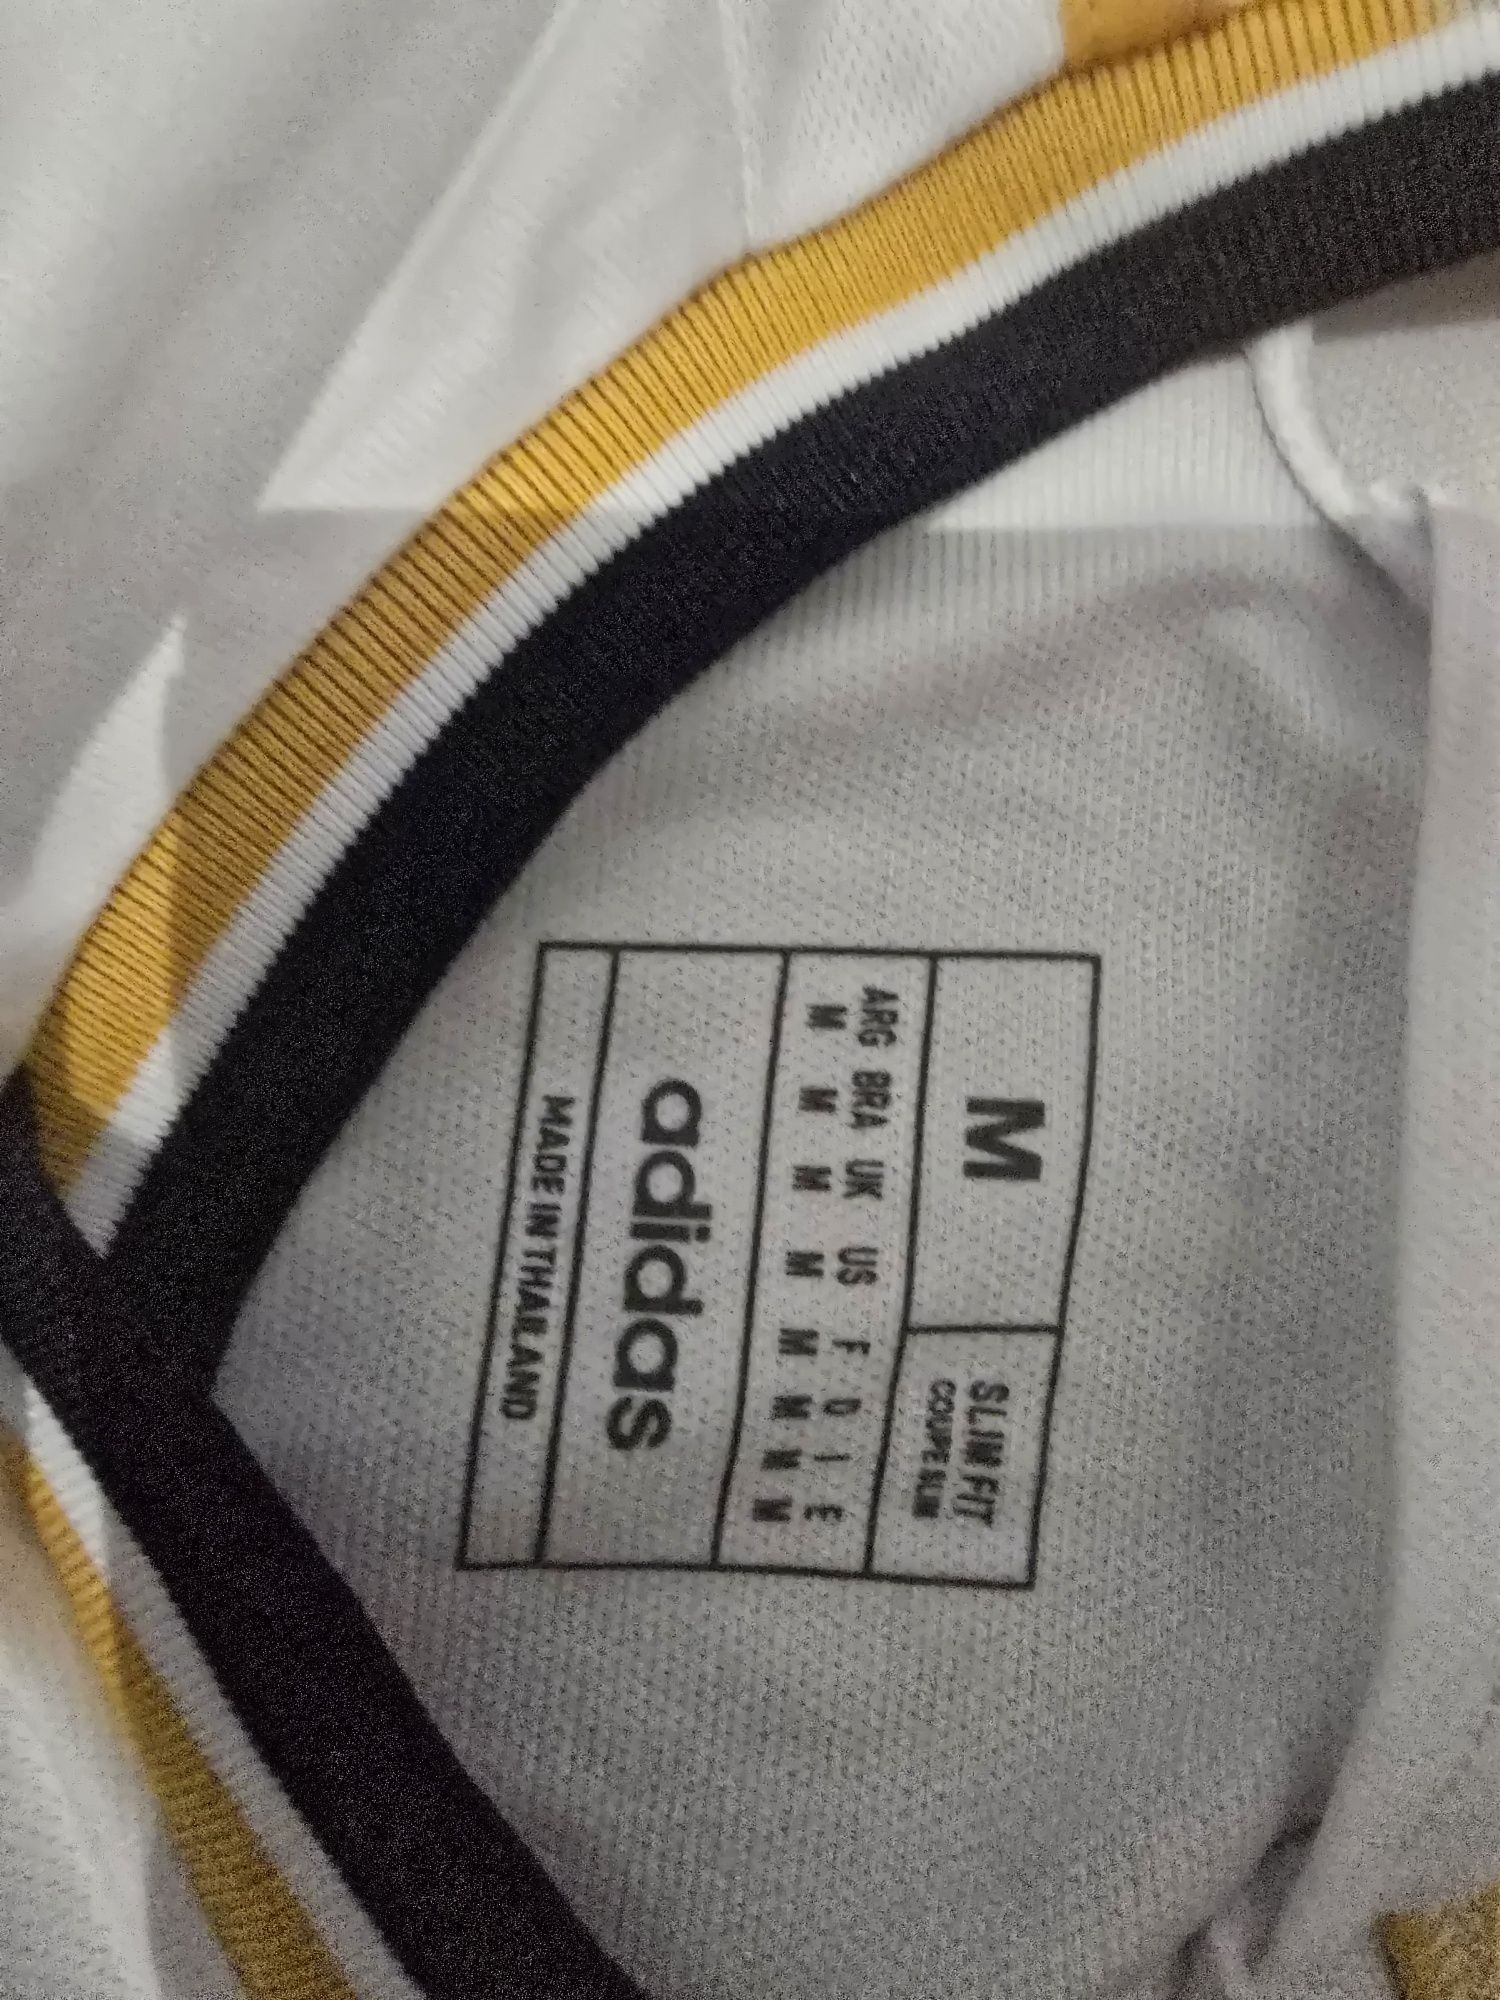 M
SLIM FIT
COUPE SLIM
ARG BRA UK US F D I E
M M M M M M M M
adidas
MADE IN THAILAND